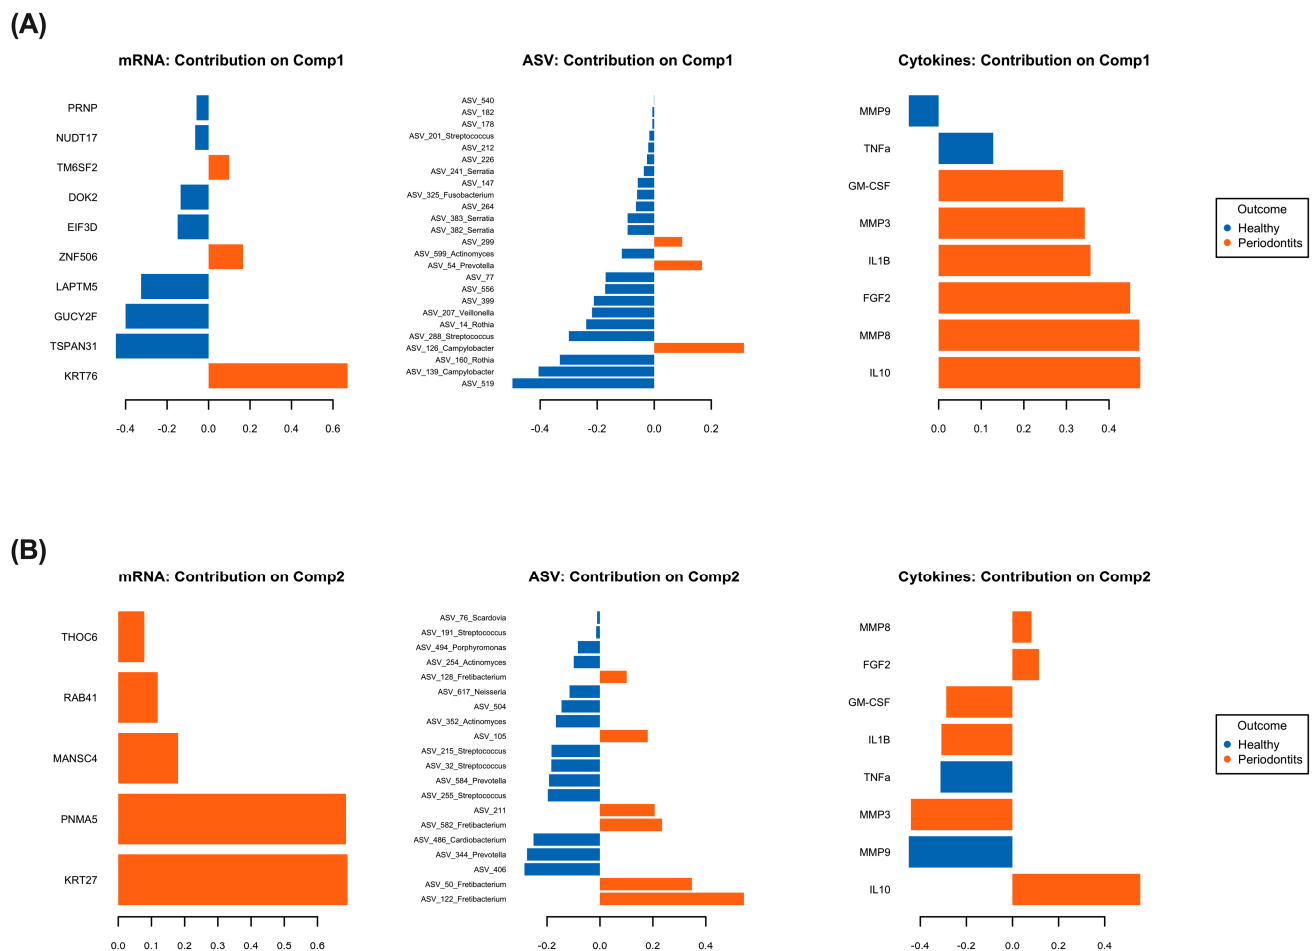 (A)
mRNA: Contribution on Comp1
PRNP
NUDT17
TM6SF2
DOK2
EIF3D
ZNF506
LAPTM5
GUCY2F
TSPAN31
KRT76
-0.4 -0.2 0.0 0.2 0.4 0.6
ASV: Contribution on Comp1
ASV_540
ASV_182
ASV_178
ASV_201_Streptococcus
ASV_212
ASV_226
ASV_241_Serratia
ASV_147
ASV_325_Fusobacterium
ASV_264
ASV_383_Serratia
ASV_382_Serratia
ASV_299
ASV_599_Actinomyces
ASV_54_Prevotella
ASV_77
ASV_556
ASV_399
ASV_207_Veillonella
ASV_14_Rothia
ASV_288_Streptococcus
ASV_126_Campylobacter
ASV_160_Rothia
ASV_139_Campylobacter
ASV_519
-0.4 -0.2 0.0 0.2
Cytokines: Contribution on Comp1
MMP9
TNFa
GM-CSF
MMP3
IL1B
FGF2
MMP8
IL10
0.0 0.1 0.2 0.3 0.4
Outcome
Healthy
Periodontits
(B)
mRNA: Contribution on Comp2
THOC6
RAB41
MANSC4
PNMA5
KRT27
0.0 0.1 0.2 0.3 0.4 0.5 0.6
ASV: Contribution on Comp2
ASV_76_Scardovia
ASV_191_Streptococcus
ASV_494_Porphyromonas
ASV_254_Actinomyces
ASV_128_Fretibacterium
ASV_617_Neisseria
ASV_504
ASV_352_Actinomyces
ASV_105
ASV_215_Streptococcus
ASV_32_Streptococcus
ASV_584_Prevotella
ASV_255_Streptococcus
ASV_211
ASV_582_Fretibacterium
ASV_486_Cardiobacterium
ASV_344_Prevotella
ASV_406
ASV_50_Fretibacterium
ASV_122_Fretibacterium
-0.2 0.0 0.2 0.4
Cytokines: Contribution on Comp2
MMP8
FGF2
GM-CSF
IL1B
TNFa
MMP3
MMP9
IL10
-0.4 -0.2 0.0 0.2 0.4
Outcome
Healthy
Periodontits